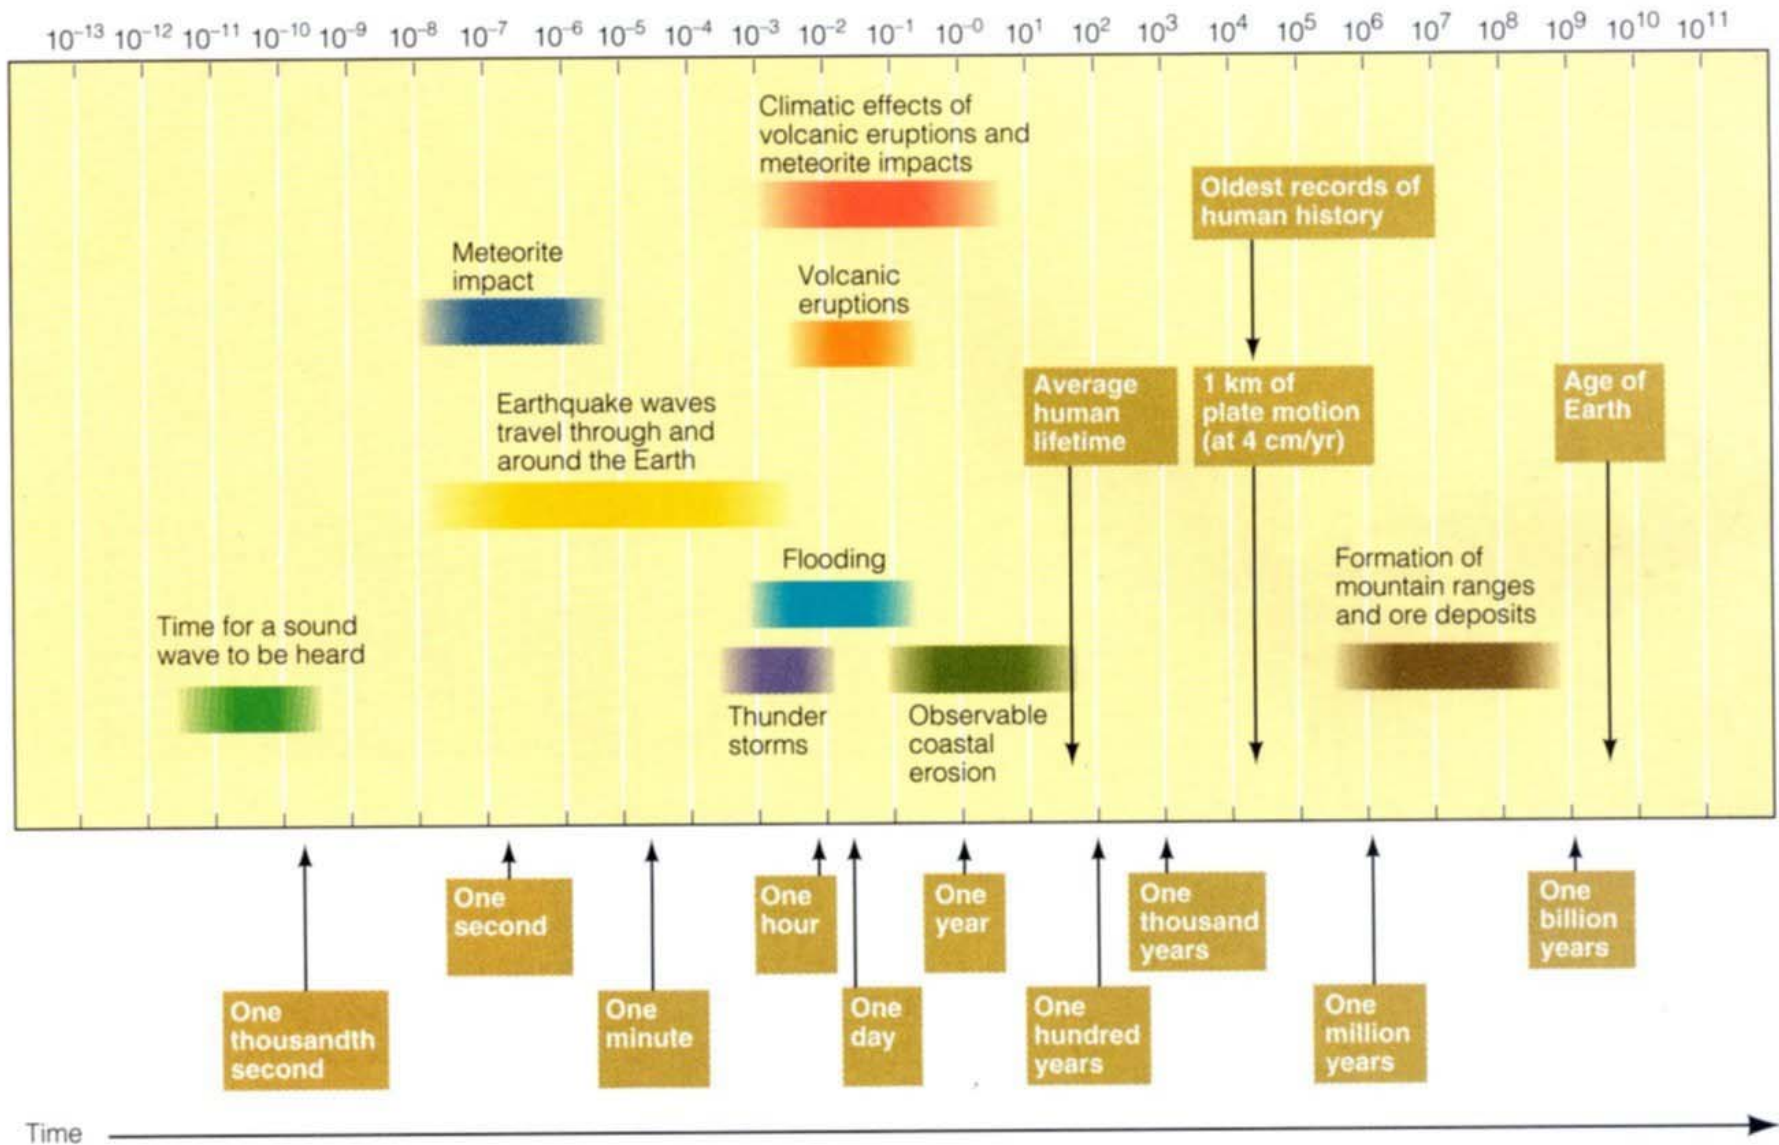 10⁻¹³ 10⁻¹² 10⁻¹¹ 10⁻¹⁰ 10⁻⁹ 10⁻⁸ 10⁻⁷ 10⁻⁶ 10⁻⁵ 10⁻⁴ 10⁻³ 10⁻² 10⁻¹ 10⁻⁰ 10¹ 10² 10³ 10⁴ 10⁵ 10⁶ 10⁷ 10⁸ 10⁹ 10¹⁰ 10¹¹
Climatic effects of
volcanic eruptions and
meteorite impacts
Oldest records of
human history
Meteorite
impact
Volcanic
eruptions
Average
human
lifetime
1 km of
plate motion
(at 4 cm/yr)
Age of
Earth
Earthquake waves
travel through and
around the Earth
Flooding
Formation of
mountain ranges
and ore deposits
Time for a sound
wave to be heard
Thunder
storms
Observable
coastal
erosion
One
second
One
hour
One
year
One
thousand
years
One
billion
years
One
thousandth
second
One
minute
One
day
One
hundred
years
One
million
years
Time